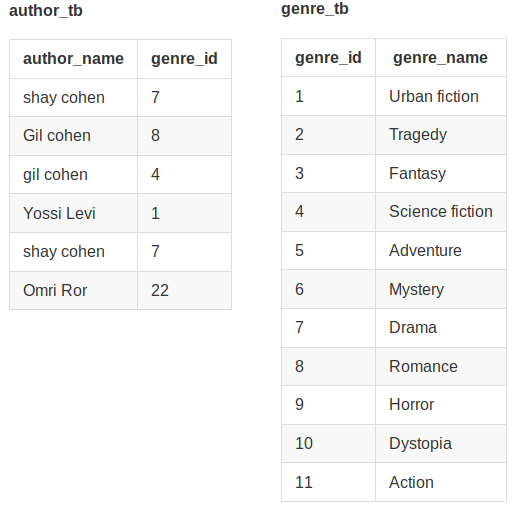 author_tb
author_name genre_id
shay cohen 7
Gil cohen 8
gil cohen 4
Yossi Levi 1
shay cohen 7
Omri Ror 22
genre_tb
genre_id genre_name
1 Urban fiction
2 Tragedy
3 Fantasy
4 Science fiction
5 Adventure
6 Mystery
7 Drama
8 Romance
9 Horror
10 Dystopia
11 Action